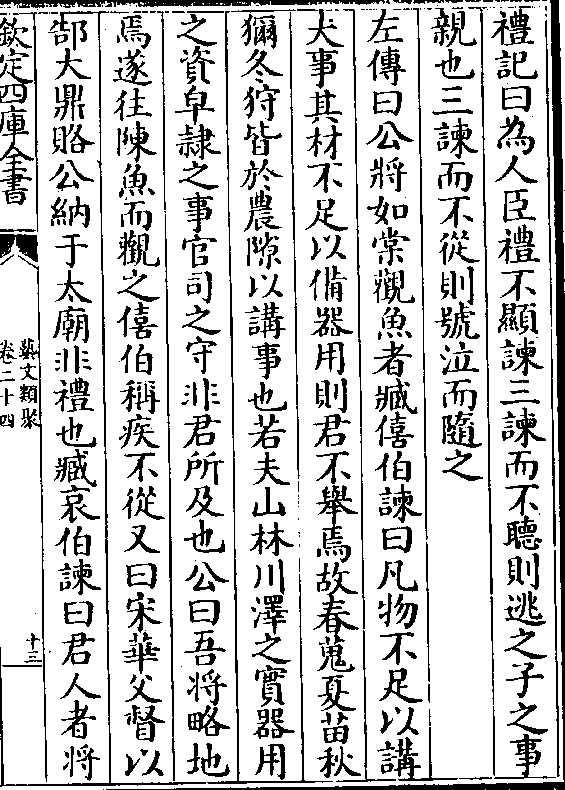 禮記曰為人臣禮不顯諫三諫而不聽則逃之子之事
親也三諫而不從則號泣而隨之
左傳曰公將如棠觀魚者臧僖伯諫曰凡物不足以講
大事其材不足以備器用則君不舉焉故春蒐夏苗秋
獮冬狩皆於農隙以講事也若夫山林川澤之實器用
之資皁隸之事官司之守非君所及也公曰吾將略地
焉遂往陳魚而觀之僖伯稱疾不從又曰宋華父督以
郜大鼎賂公納于太廟非禮也臧哀伯諫曰君人者將
欽定四庫全書
藝文類聚
卷二十四
十三